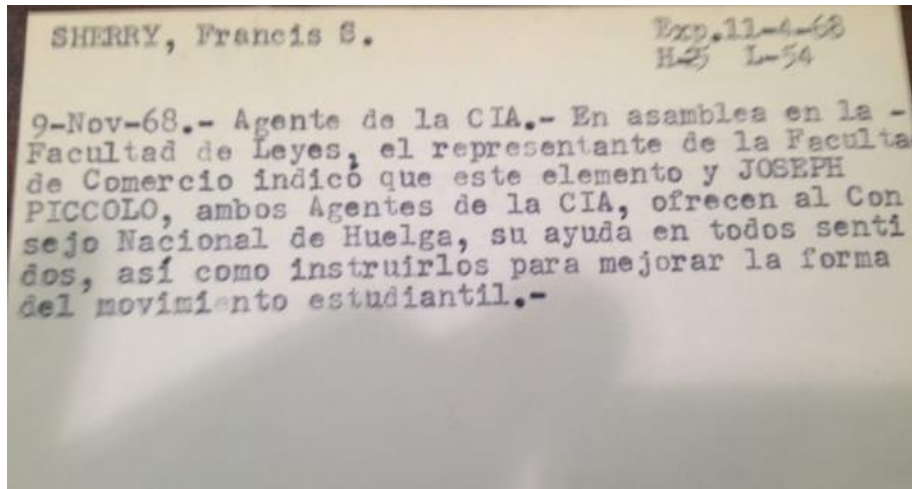 SHERRY, Francis S.
Exp.11-4-68
H-25 L-54
9-Nov-68.- Agente de la CIA.- En asamblea en la -
Facultad de Leyes, el representante de la Faculta
de Comercio indicó que este elemento y JOSEPH
PICCOLO, ambos Agentes de la CIA, ofrecen al Con
sejo Nacional de Huelga, su ayuda en todos senti
dos, así como instruirlos para mejorar la forma
del movimiento estudiantil.-